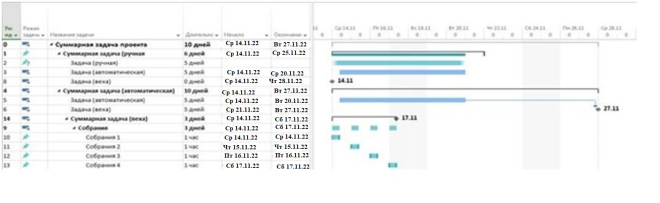 11 Ср 14.11 Пт 16.11 Вс 18.11 Вт 20.11 Чт 22.11 Сб 24.11 Пн 26.11 Ср 28.11
Режим задачи Название задачи Длительнос Начало Окончание
0 Суммарная задача проекта 10 дней Ср 14.11.22 Вт 27.11.22
1 Суммарная задача (ручная 6 дней Ср 14.11.22 Ср 25.11.22
2 Задача (ручная) 5 дней
3 Задача (автоматическая) 5 дней Ср 14.11.22 Ср 20.11.22
8 Задача (веха) 0 дней Ср 14.11.22 Чт 28.11.22 14.11
4 Суммарная задача (автоматическая) 10 дней Ср 14.11.22 Вт 27.11.22
5 Задача (автоматическая) 5 дней Ср 14.11.22 Вт 20.11.22
6 Задача (веха) 5 дней Вт 21.11.22 Вт 27.11.22 27.11
14 Суммарная задача (веха) 3 дней Ср 14.11.22 Сб 17.11.22 17.11
9 Собрания 3 дней Ср 14.11.22 Сб 17.11.22
10 Собрания 1 1 час Ср 14.11.22 Ср 14.11.22
11 Собрания 2 1 час Чт 15.11.22 Чт 15.11.22
12 Собрания 3 1 час Пт 16.11.22 Пт 16.11.22
13 Собрания 4 1 час Сб 17.11.22 Сб 17.11.22